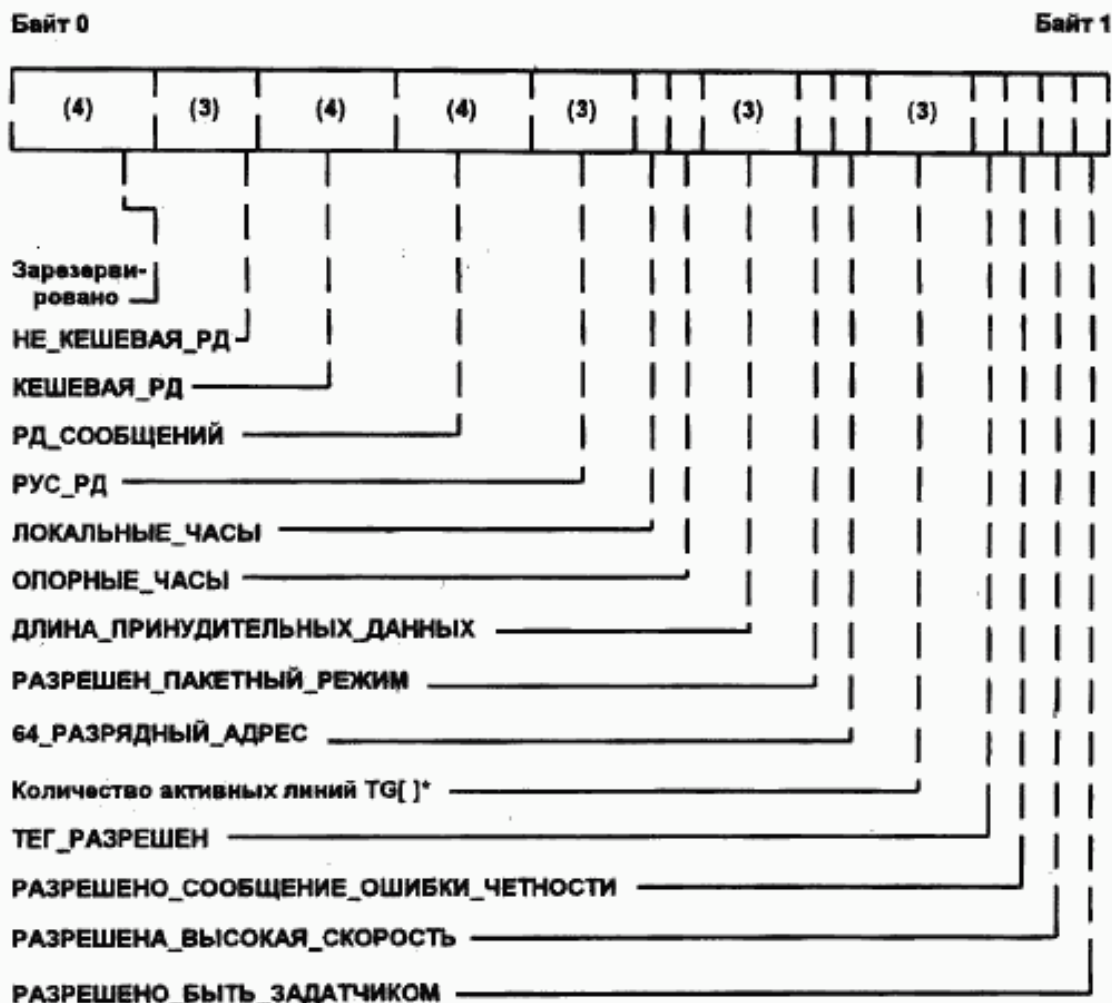 Байт 0 Байт 1
(4) (3) (4) (4) (3) (3) (3)
Зарезерви-
ровано
НЕ_КЕШЕВАЯ_РД
КЕШЕВАЯ_РД
РД_СООБЩЕНИЙ
РУС_РД
ЛОКАЛЬНЫЕ_ЧАСЫ
ОПОРНЫЕ_ЧАСЫ
ДЛИНА_ПРИНУДИТЕЛЬНЫХ_ДАННЫХ
РАЗРЕШЕН_ПАКЕТНЫЙ_РЕЖИМ
64_РАЗРЯДНЫЙ_АДРЕС
Количество активных линий TG[ ]*
ТЕГ_РАЗРЕШЕН
РАЗРЕШЕНО_СООБЩЕНИЕ_ОШИБКИ_ЧЕТНОСТИ
РАЗРЕШЕНА_ВЫСОКАЯ_СКОРОСТЬ
РАЗРЕШЕНО_БЫТЬ_ЗАДАТЧИКОМ